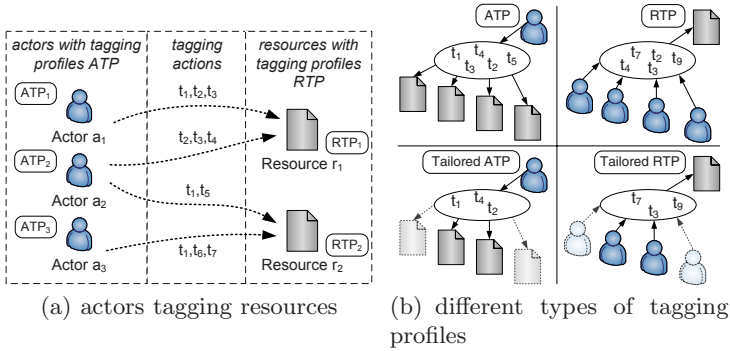 actors with tagging profiles ATP
tagging actions
resources with tagging profiles RTP
ATP1
Actor a1
ATP2
Actor a2
ATP3
Actor a3
t1,t2,t3
t2,t3,t4
t1,t5
t1,t6,t7
RTP1
Resource r1
RTP2
Resource r2
(a) actors tagging resources
ATP
t1 t4 t5
t3 t2
RTP
t7 t2 t9
t4 t3
Tailored ATP
t1 t4
t2
Tailored RTP
t7 t9
t3
(b) different types of tagging
profiles